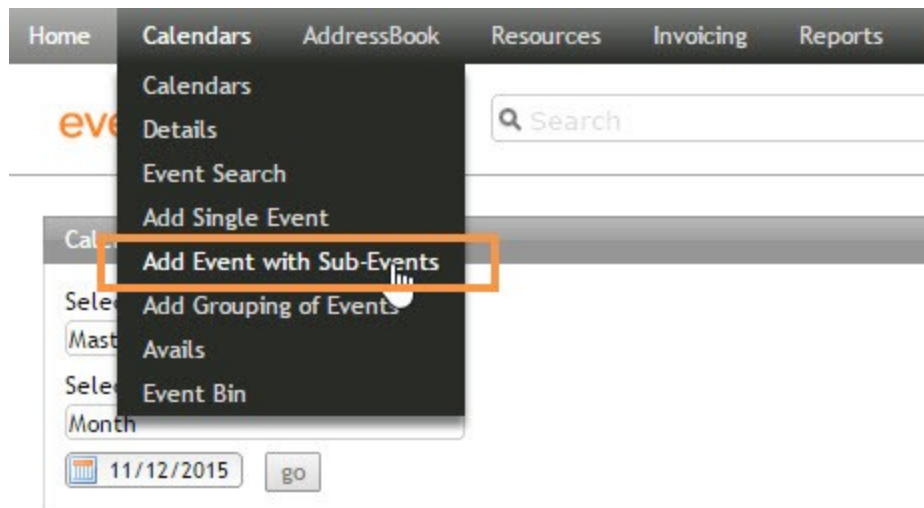 Home Calendars AddressBook Resources Invoicing Reports
Calendars
Details
Event Search
Add Single Event
Add Event with Sub-Events
Add Grouping of Events
Avails
Event Bin
Search
Month
11/12/2015 go